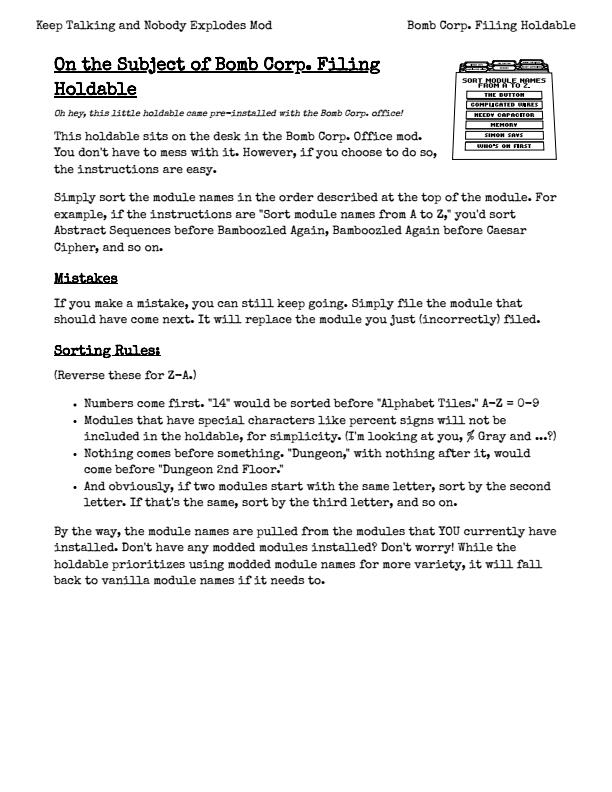 Keep Talking and Nobody Explodes Mod
Bomb Corp. Filing Holdable
On the Subject of Bomb Corp. Filing
Holdable
Oh hey, this little holdable came pre-installed with the Bomb Corp. office!
SORT MODULE NAMES
FROM A TO Z.
THE BUTTON
COMPLICATED WIRES
NEEDY CAPACITOR
MEMORY
SIMON SAYS
WHO'S ON FIRST
This holdable sits on the desk in the Bomb Corp. Office mod.
You don't have to mess with it. However, if you choose to do so,
the instructions are easy.
Simply sort the module names in the order described at the top of the module. For
example, if the instructions are "Sort module names from A to Z," you'd sort
Abstract Sequences before Bamboozled Again, Bamboozled Again before Caesar
Cipher, and so on.
Mistakes
If you make a mistake, you can still keep going. Simply file the module that
should have come next. It will replace the module you just (incorrectly) filed.
Sorting Rules:
(Reverse these for Z-A.)
• Numbers come first. "14" would be sorted before "Alphabet Tiles." A-Z = 0-9
• Modules that have special characters like percent signs will not be
included in the holdable, for simplicity. (I'm looking at you, % Gray and ...?)
• Nothing comes before something. "Dungeon," with nothing after it, would
come before "Dungeon 2nd Floor."
• And obviously, if two modules start with the same letter, sort by the second
letter. If that's the same, sort by the third letter, and so on.
By the way, the module names are pulled from the modules that YOU currently have
installed. Don't have any modded modules installed? Don't worry! While the
holdable prioritizes using modded module names for more variety, it will fall
back to vanilla module names if it needs to.